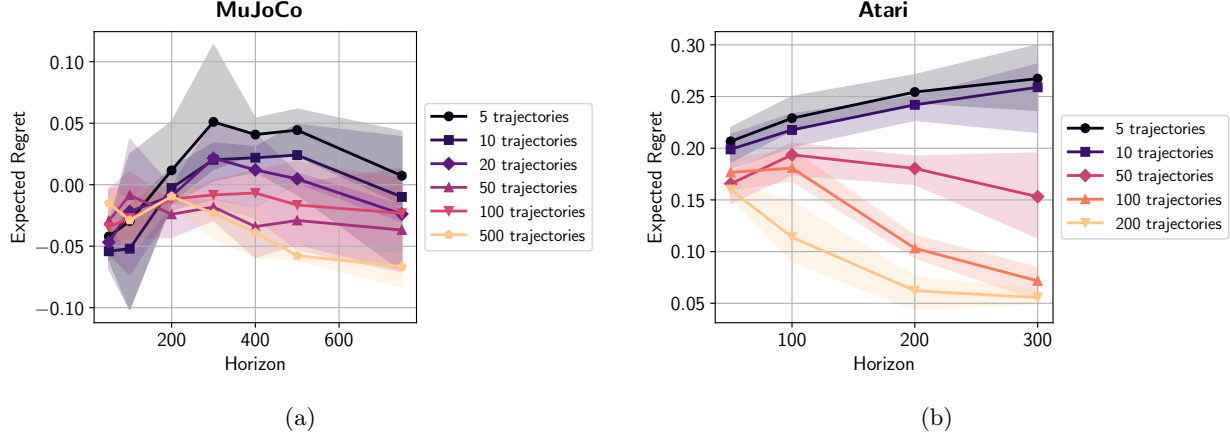 MuJoCo
Expected Regret
0.10
0.05
0.00
−0.05
−0.10
200
400
600
Horizon
5 trajectories
10 trajectories
20 trajectories
50 trajectories
100 trajectories
500 trajectories
(a)
Atari
Expected Regret
0.30
0.25
0.20
0.15
0.10
0.05
100
200
300
Horizon
5 trajectories
10 trajectories
50 trajectories
100 trajectories
200 trajectories
(b)